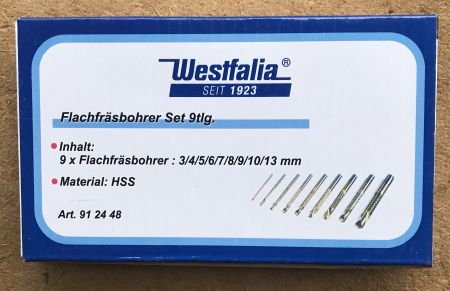 Westfalia®
SEIT 1923
Flachfräsbohrer Set 9tlg.
Inhalt:
9 x Flachfräsbohrer : 3/4/5/6/7/8/9/10/13 mm
Material: HSS
Art. 91 24 48